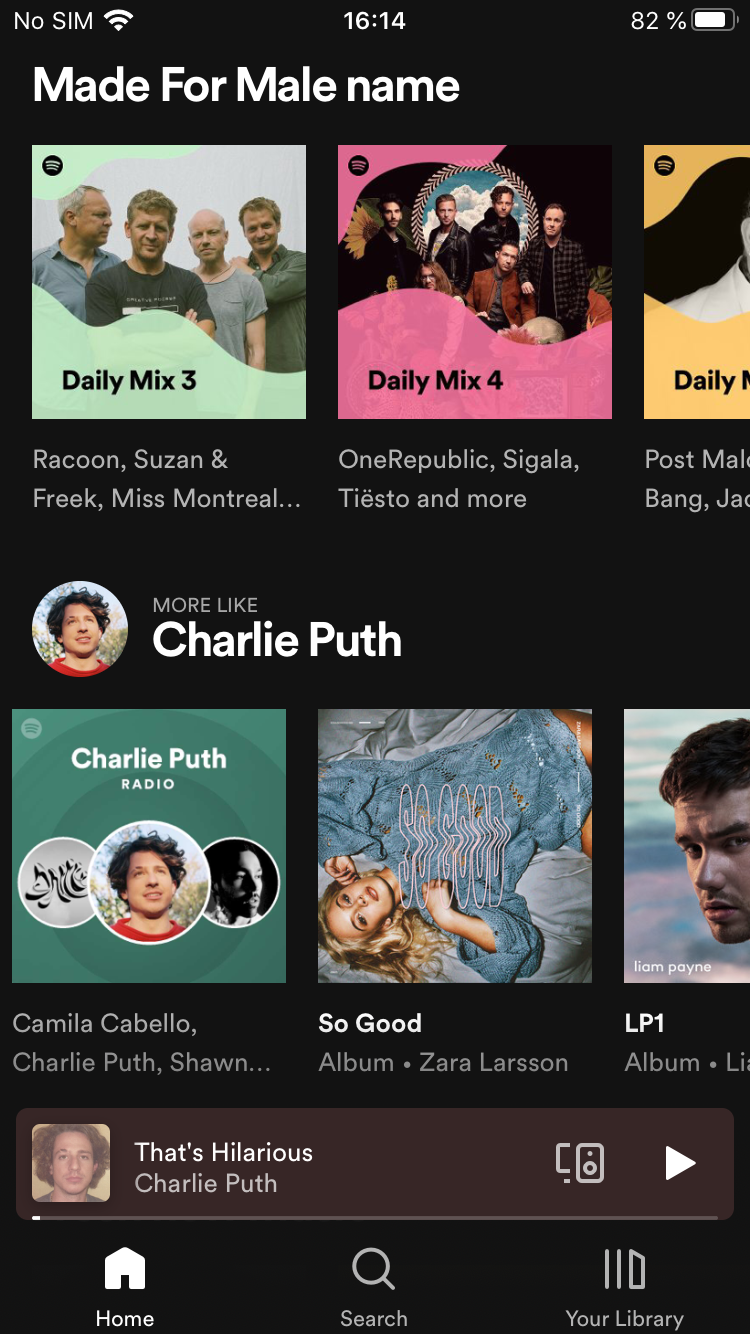 No SIM 16:14 82 %
Made For Male name
Daily Mix 3
Daily Mix 4
Daily M
Racoon, Suzan &
Freek, Miss Montreal...
OneRepublic, Sigala,
Tiësto and more
Post Malo
Bang, Jac
MORE LIKE
Charlie Puth
Charlie Puth
RADIO
SO GOOD
liam payne
Camila Cabello,
Charlie Puth, Shawn...
So Good
Album • Zara Larsson
LP1
Album • Lia
That's Hilarious
Charlie Puth
Home
Search
Your Library